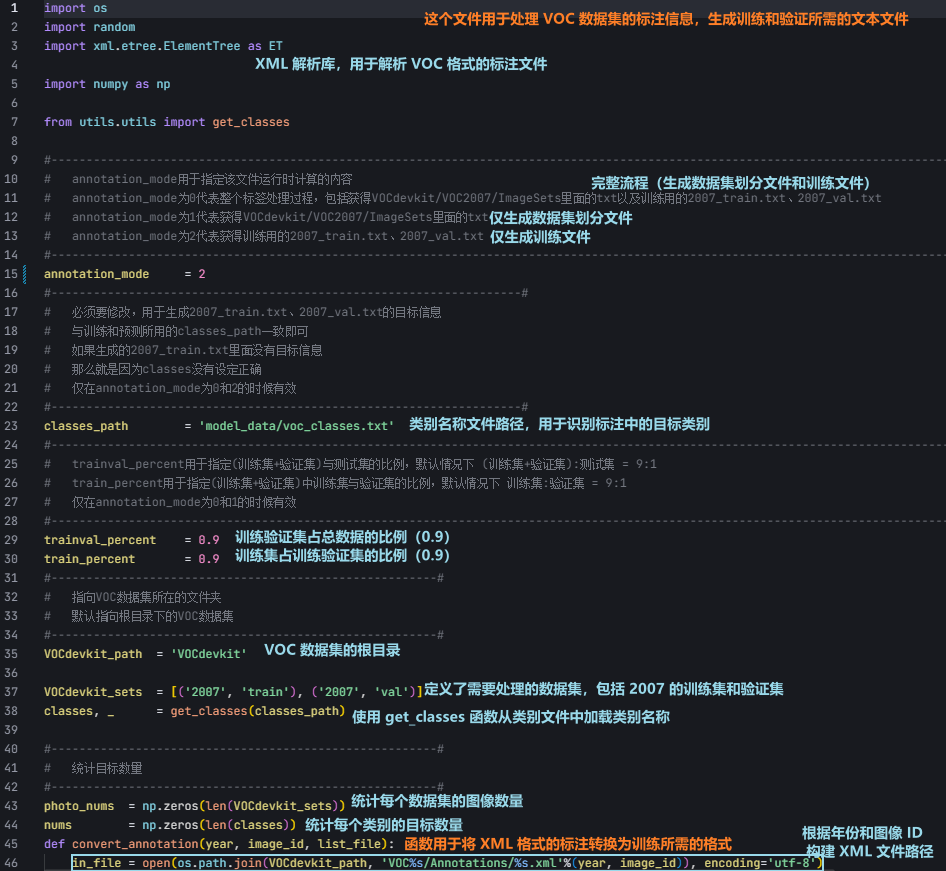 1 import os
这个文件用于处理 VOC 数据集的标注信息，生成训练和验证所需的文本文件
2 import random
3 import xml.etree.ElementTree as ET
4
XML 解析库，用于解析 VOC 格式的标注文件
5 import numpy as np
6
7 from utils.utils import get_classes
8
9 #--------------------------------------------------------------------------------------------------------------------------------
10 #   annotation_mode用于指定该文件运行时计算的内容
完整流程（生成数据集划分文件和训练文件）
11 #   annotation_mode为0代表整个标签处理过程，包括获得VOCdevkit/VOC2007/ImageSets里面的txt以及训练用的2007_train.txt、2007_val.txt
12 #   annotation_mode为1代表获得VOCdevkit/VOC2007/ImageSets里面的txt 仅生成数据集划分文件
13 #   annotation_mode为2代表获得训练用的2007_train.txt、2007_val.txt 仅生成训练文件
14 #--------------------------------------------------------------------------------------------------------------------------------
15 annotation_mode     = 2
16 #-------------------------------------------------------------------#
17 #   必须要修改，用于生成2007_train.txt、2007_val.txt的目标信息
18 #   与训练和预测所用的classes_path一致即可
19 #   如果生成的2007_train.txt里面没有目标信息
20 #   那么就是因为classes没有设定正确
21 #   仅在annotation_mode为0和2的时候有效
22 #-------------------------------------------------------------------#
23 classes_path        = 'model_data/voc_classes.txt' 类别名称文件路径，用于识别标注中的目标类别
24 #--------------------------------------------------------------------------------------------------------------------------------
25 #   trainval_percent用于指定(训练集+验证集)与测试集的比例，默认情况下 (训练集+验证集):测试集 = 9:1
26 #   train_percent用于指定(训练集+验证集)中训练集与验证集的比例，默认情况下 训练集:验证集 = 9:1
27 #   仅在annotation_mode为0和1的时候有效
28 #--------------------------------------------------------------------------------------------------------------------------------
29 trainval_percent    = 0.9 训练验证集占总数据的比例（0.9）
30 train_percent       = 0.9 训练集占训练验证集的比例（0.9）
31 #-------------------------------------------------------#
32 #   指向VOC数据集所在的文件夹
33 #   默认指向根目录下的VOC数据集
34 #-------------------------------------------------------#
35 VOCdevkit_path  = 'VOCdevkit' VOC 数据集的根目录
36
37 VOCdevkit_sets  = [('2007', 'train'), ('2007', 'val')] 定义了需要处理的数据集，包括 2007 的训练集和验证集
38 classes, _      = get_classes(classes_path) 使用 get_classes 函数从类别文件中加载类别名称
39
40 #-------------------------------------------------------#
41 #   统计目标数量
42 #-------------------------------------------------------#
43 photo_nums  = np.zeros(len(VOCdevkit_sets)) 统计每个数据集的图像数量
44 nums        = np.zeros(len(classes)) 统计每个类别的目标数量
45 def convert_annotation(year, image_id, list_file): 函数用于将 XML 格式的标注转换为训练所需的格式
根据年份和图像 ID
构建 XML 文件路径
46     in_file = open(os.path.join(VOCdevkit_path, 'VOC%s/Annotations/%s.xml'%(year, image_id)), encoding='utf-8')